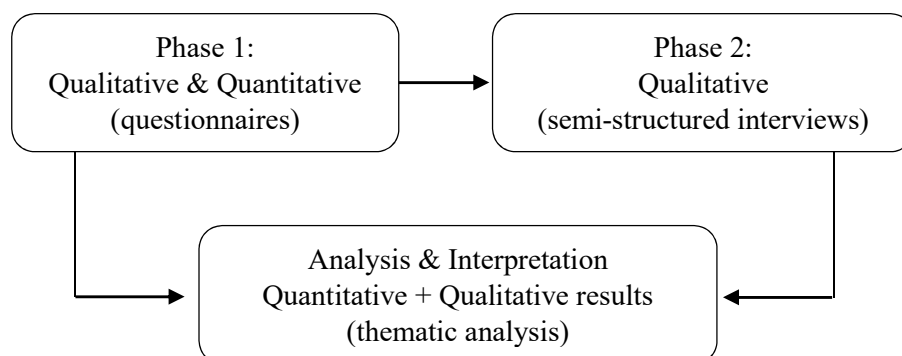 Phase 1:
Qualitative & Quantitative
(questionnaires)
Phase 2:
Qualitative
(semi-structured interviews)
Analysis & Interpretation
Quantitative + Qualitative results
(thematic analysis)